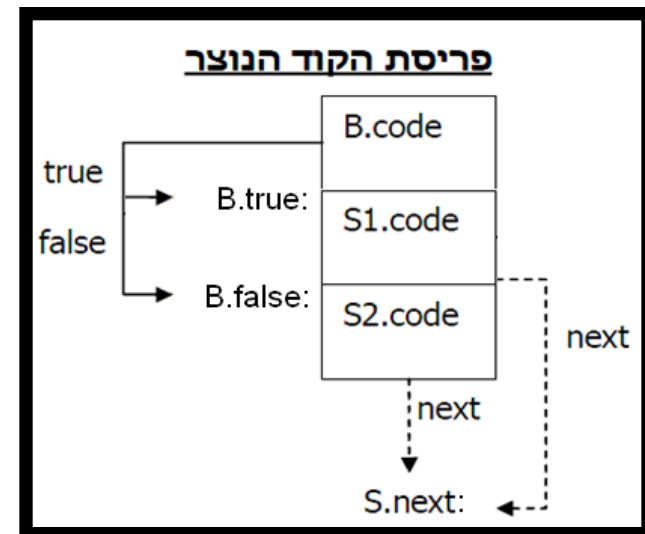 פריסת הקוד הנוצר
B.code
true
B.true:
S1.code
false
B.false:
S2.code
next
next
S.next: